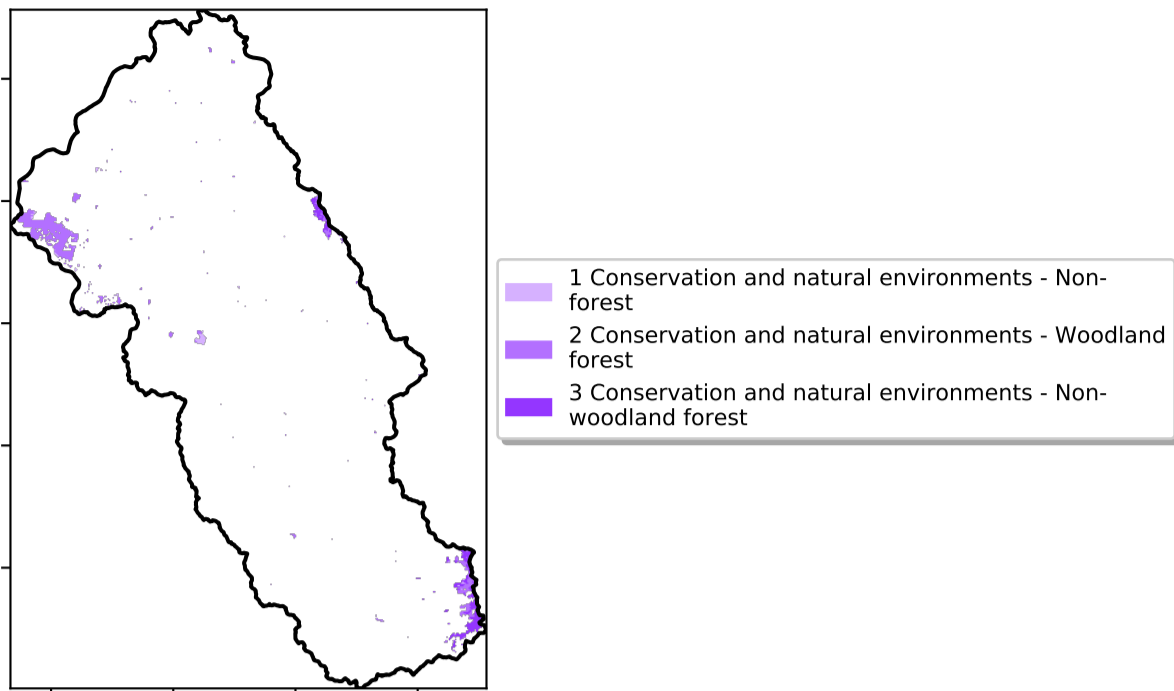 1 Conservation and natural environments - Non-
forest
2 Conservation and natural environments - Woodland
forest
3 Conservation and natural environments - Non-
woodland forest